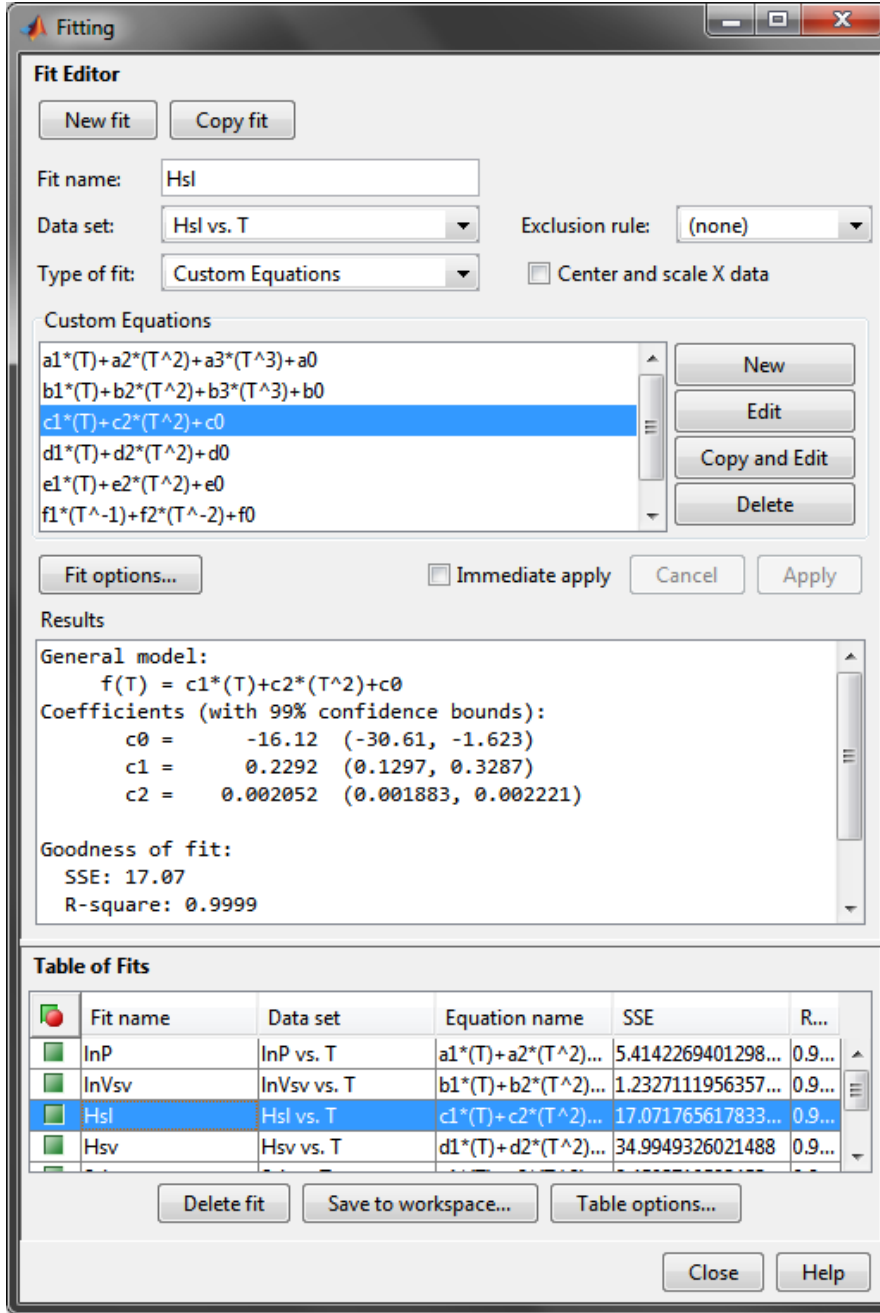 Fitting
Fit Editor
New fit Copy fit
Fit name: Hsl
Data set: Hsl vs. T Exclusion rule: (none)
Type of fit: Custom Equations Center and scale X data
Custom Equations
a1*(T)+a2*(T^2)+a3*(T^3)+a0
b1*(T)+b2*(T^2)+b3*(T^3)+b0
c1*(T)+c2*(T^2)+c0
d1*(T)+d2*(T^2)+d0
e1*(T)+e2*(T^2)+e0
f1*(T^-1)+f2*(T^-2)+f0
New
Edit
Copy and Edit
Delete
Fit options... Immediate apply Cancel Apply
Results
General model:
f(T) = c1*(T)+c2*(T^2)+c0
Coefficients (with 99% confidence bounds):
c0 = -16.12 (-30.61, -1.623)
c1 = 0.2292 (0.1297, 0.3287)
c2 = 0.002052 (0.001883, 0.002221)
Goodness of fit:
SSE: 17.07
R-square: 0.9999
Table of Fits
Fit name Data set Equation name SSE R...
lnP lnP vs. T a1*(T)+a2*(T^2)... 5.4142269401298... 0.9...
lnVsv lnVsv vs. T b1*(T)+b2*(T^2)... 1.2327111956357... 0.9...
Hsl Hsl vs. T c1*(T)+c2*(T^2)... 17.071765617833... 0.9...
Hsv Hsv vs. T d1*(T)+d2*(T^2)... 34.9949326021488 0.9...
Delete fit Save to workspace... Table options...
Close Help